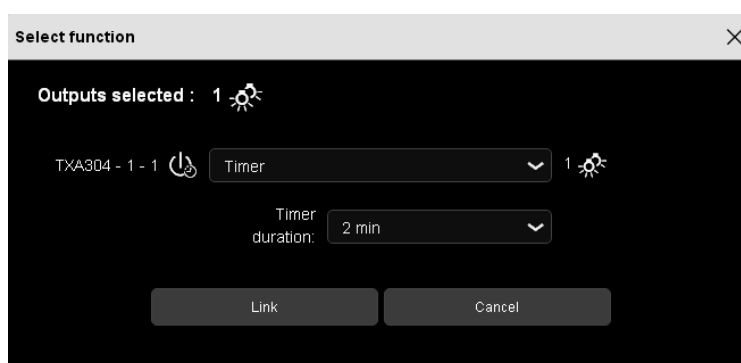 Select function
Outputs selected : 1
TXA304 - 1 - 1 Timer 1
Timer
duration: 2 min
Link Cancel